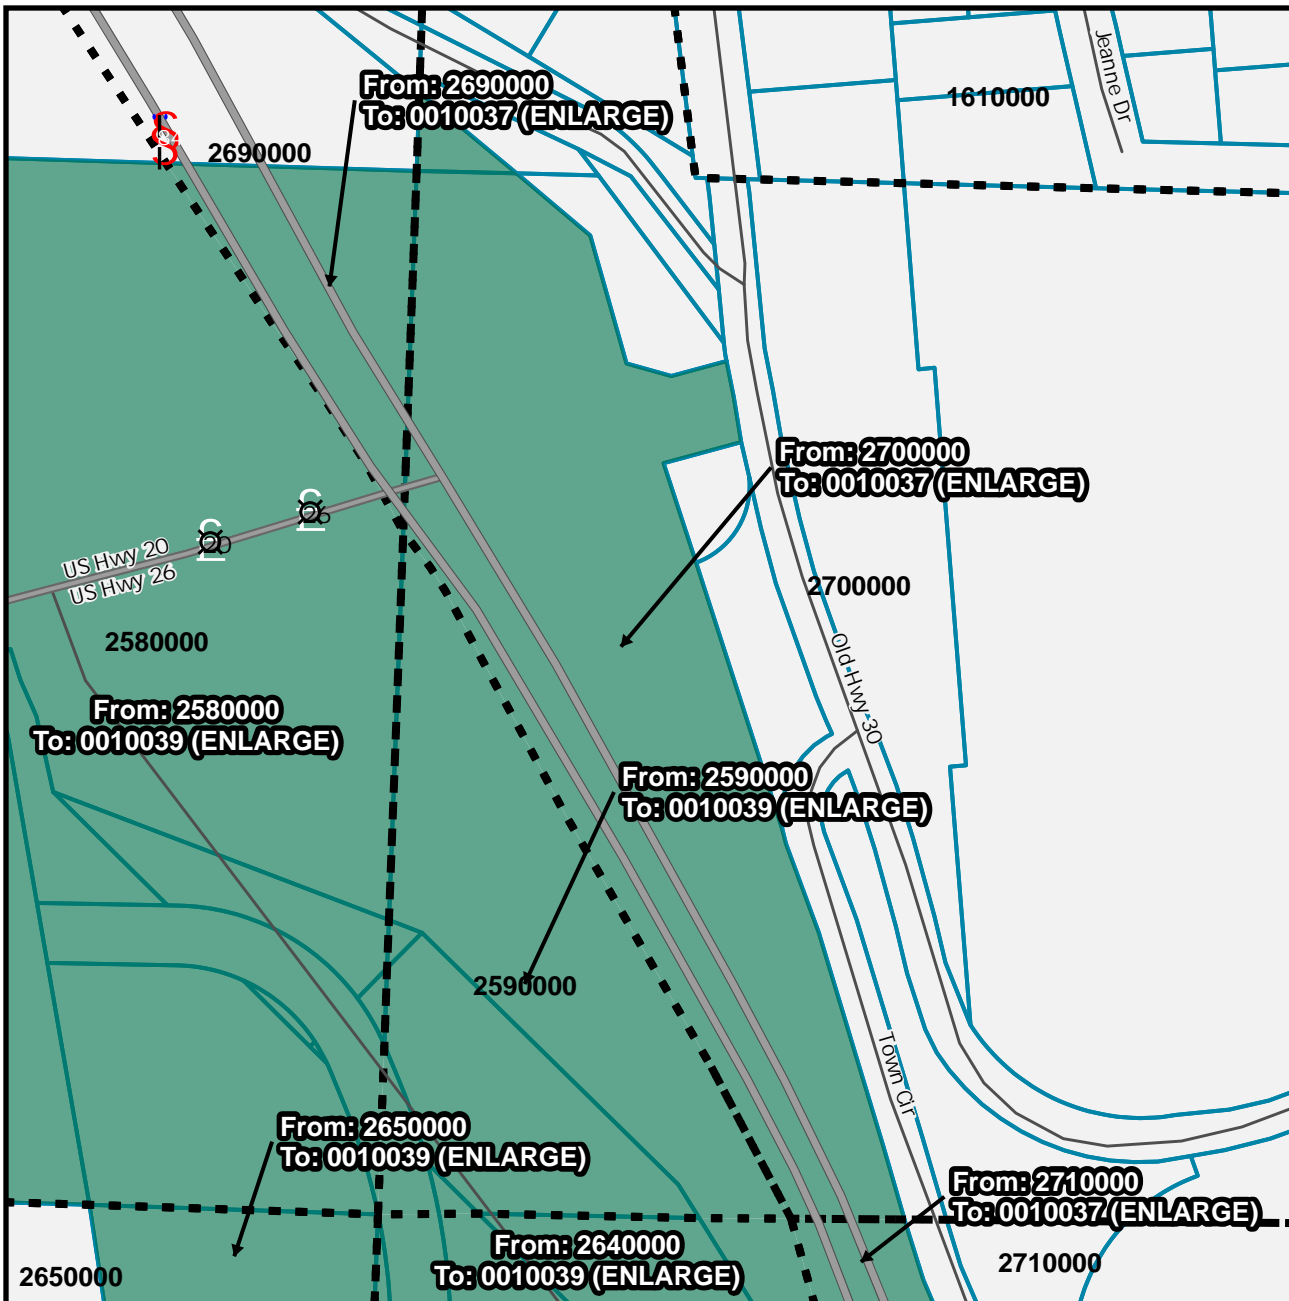 From: 2690000
To: 0010037 (ENLARGE)
Jeanne Dr
1610000
2690000
From: 2700000
To: 0010037 (ENLARGE)
26
20
US Hwy 20
US Hwy 26
2700000
2580000
Old Hwy 30
From: 2580000
To: 0010039 (ENLARGE)
From: 2590000
To: 0010039 (ENLARGE)
2590000
Town Cir
From: 2650000
To: 0010039 (ENLARGE)
From: 2710000
To: 0010037 (ENLARGE)
From: 2640000
To: 0010039 (ENLARGE)
2710000
2650000